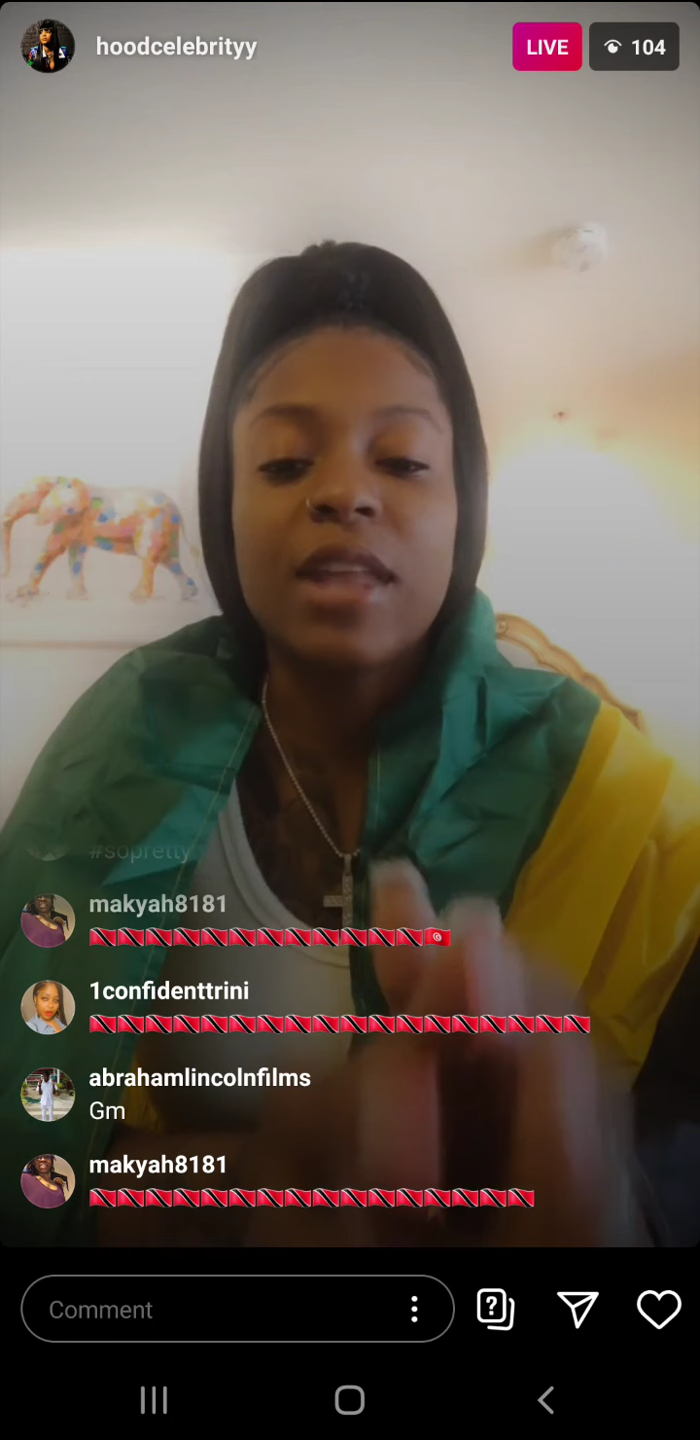 hoodcelebrityy
LIVE
104
#sopretty
makyah8181
🇹🇹🇹🇹🇹🇹🇹🇹🇹🇹🇹🇹🇹🇹🇹🇹🇹🇹🇹🇹🇹🇹🇹🇹🇹🇳
1confidenttrini
🇹🇹🇹🇹🇹🇹🇹🇹🇹🇹🇹🇹🇹🇹🇹🇹🇹🇹🇹🇹🇹🇹🇹🇹🇹🇹🇹🇹🇹🇹🇹🇹🇹🇹🇹🇹
abrahamlincolnfilms
Gm
makyah8181
🇹🇹🇹🇹🇹🇹🇹🇹🇹🇹🇹🇹🇹🇹🇹🇹🇹🇹🇹🇹🇹🇹🇹🇹🇹🇹🇹🇹🇹🇹🇹🇹
Comment